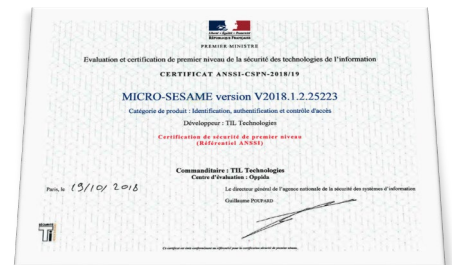 Liberté • Égalité • Fraternité
RÉPUBLIQUE FRANÇAISE
PREMIER MINISTRE
Evaluation et certification de premier niveau de la sécurité des technologies de l'information
CERTIFICAT ANSSI-CSPN-2018/19
MICRO-SESAME version V2018.1.2.25223
Catégorie de produit : Identification, authentification et contrôle d'accès
Développeur : TIL Technologies
Certification de sécurité de premier niveau
(Référentiel ANSSI)
Commanditaire : TIL Technologies
Centre d'évaluation : Oppida
Paris, le 19/10/2018
Le directeur général de l'agence nationale de la sécurité des systèmes d'information
Guillaume POUPARD